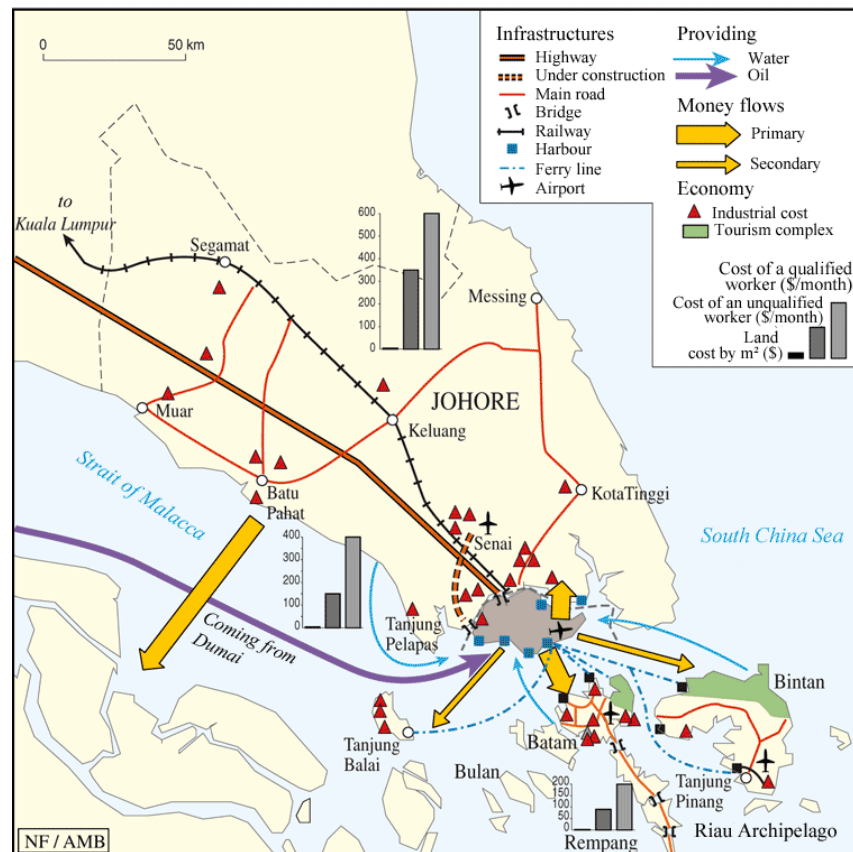 0
50 km
Infrastructures
Highway
Under construction
Main road
Bridge
Railway
Harbour
Ferry line
Airport
Providing
Water
Oil
Money flows
Primary
Secondary
Economy
Industrial cost
Tourism complex
Cost of a qualified
worker ($/month)
Cost of an unqualified
worker ($/month)
Land
cost by m² ($)
to
Kuala Lumpur
Segamat
600
500
400
300
200
100
0
Messing
Muar
JOHORE
Keluang
Batu
Pahat
KotaTinggi
Strait of Malacca
South China Sea
Senai
400
300
200
100
0
Tanjung
Pelapas
Coming from
Dumai
Bintan
Tanjung
Balai
Batam
Bulan
Tanjung
Pinang
200
150
100
50
0
Rempang
Riau Archipelago
NF / AMB